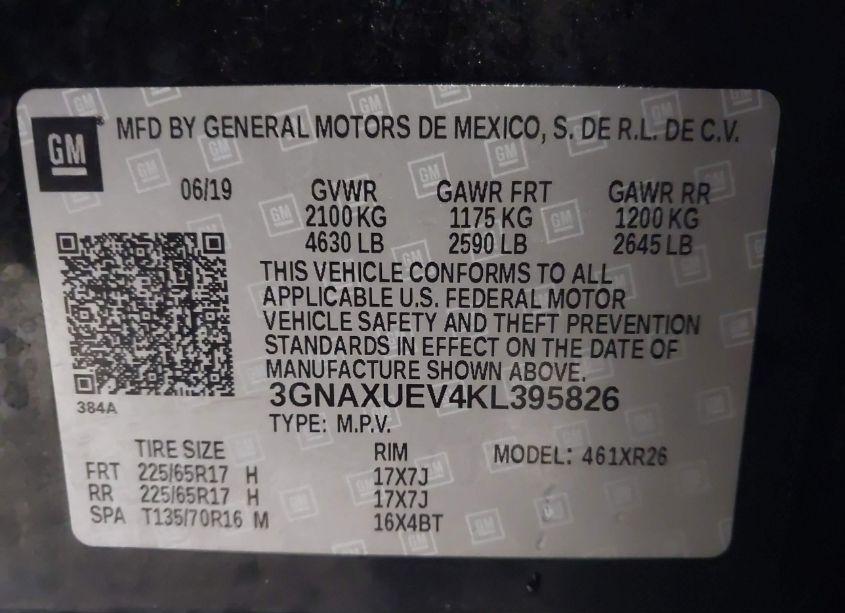 GM
MFD BY GENERAL MOTORS DE MEXICO, S. DE R.L. DE C.V.
06/19 GVWR GAWR FRT GAWR RR
2100 KG 1175 KG 1200 KG
4630 LB 2590 LB 2645 LB
THIS VEHICLE CONFORMS TO ALL
APPLICABLE U.S. FEDERAL MOTOR
VEHICLE SAFETY AND THEFT PREVENTION
STANDARDS IN EFFECT ON THE DATE OF
MANUFACTURE SHOWN ABOVE.
3GNAXUEV4KL395826
384A
TYPE: M.P.V.
TIRE SIZE RIM MODEL: 461XR26
FRT 225/65R17 H 17X7J
RR 225/65R17 H 17X7J
SPA T135/70R16 M 16X4BT